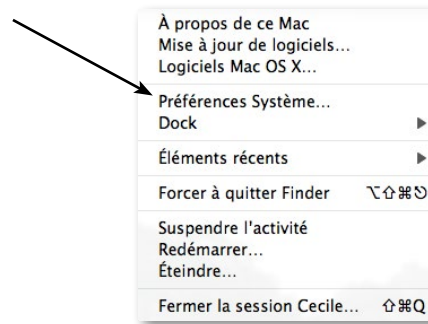 À propos de ce Mac
Mise à jour de logiciels...
Logiciels Mac OS X...
Préférences Système...
Dock
Éléments récents
Forcer à quitter Finder ⌥⇧⌘⎋
Suspendre l'activité
Redémarrer...
Éteindre...
Fermer la session Cecile... ⇧⌘Q